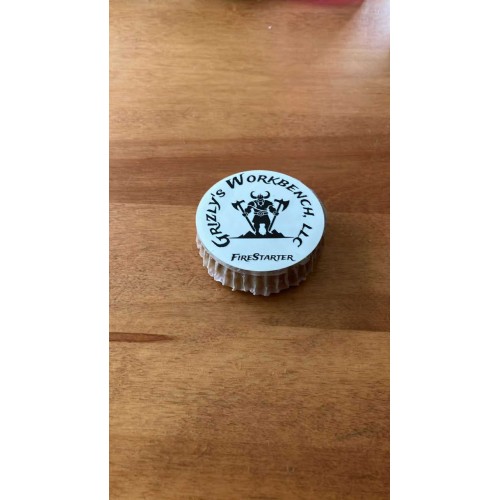 Grizly's Workbench, LLC
FireStarter